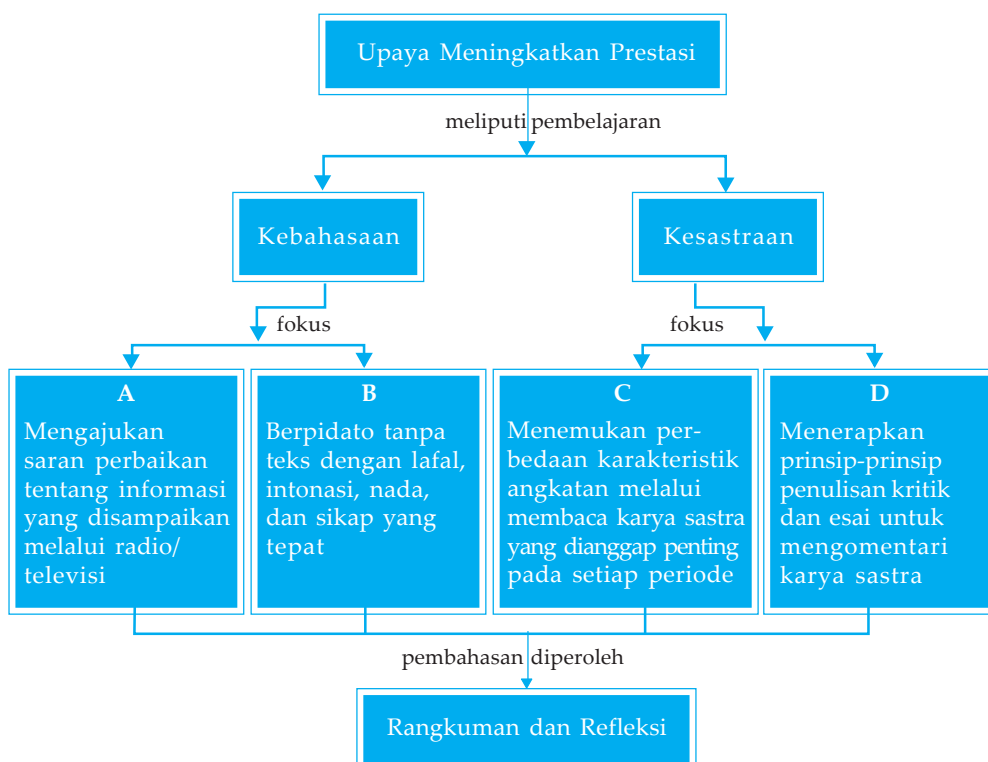 Upaya Meningkatkan Prestasi
meliputi pembelajaran
Kebahasaan
Kesastraan
fokus
fokus
A
Mengajukan
saran perbaikan
tentang informasi
yang disampaikan
melalui radio/
televisi
B
Berpidato tanpa
teks dengan lafal,
intonasi, nada,
dan sikap yang
tepat
C
Menemukan per-
bedaan karakteristik
angkatan melalui
membaca karya sastra
yang dianggap penting
pada setiap periode
D
Menerapkan
prinsip-prinsip
penulisan kritik
dan esai untuk
mengomentari
karya sastra
pembahasan diperoleh
Rangkuman dan Refleksi